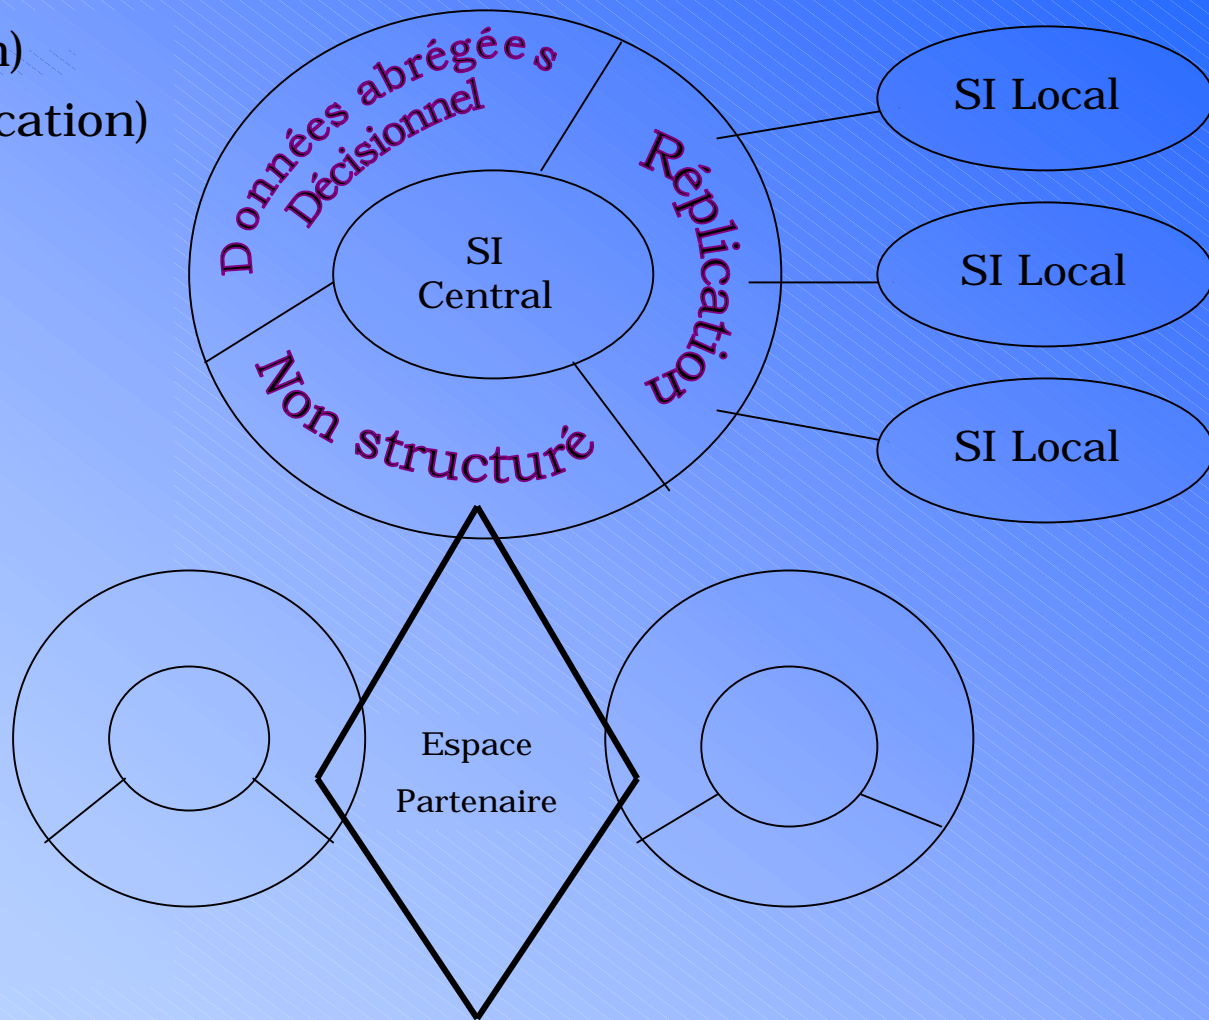 n)
cation)
Données abrégées
Décisionnel
Réplication
Non structuré
SI
Central
SI Local
SI Local
SI Local
Espace
Partenaire